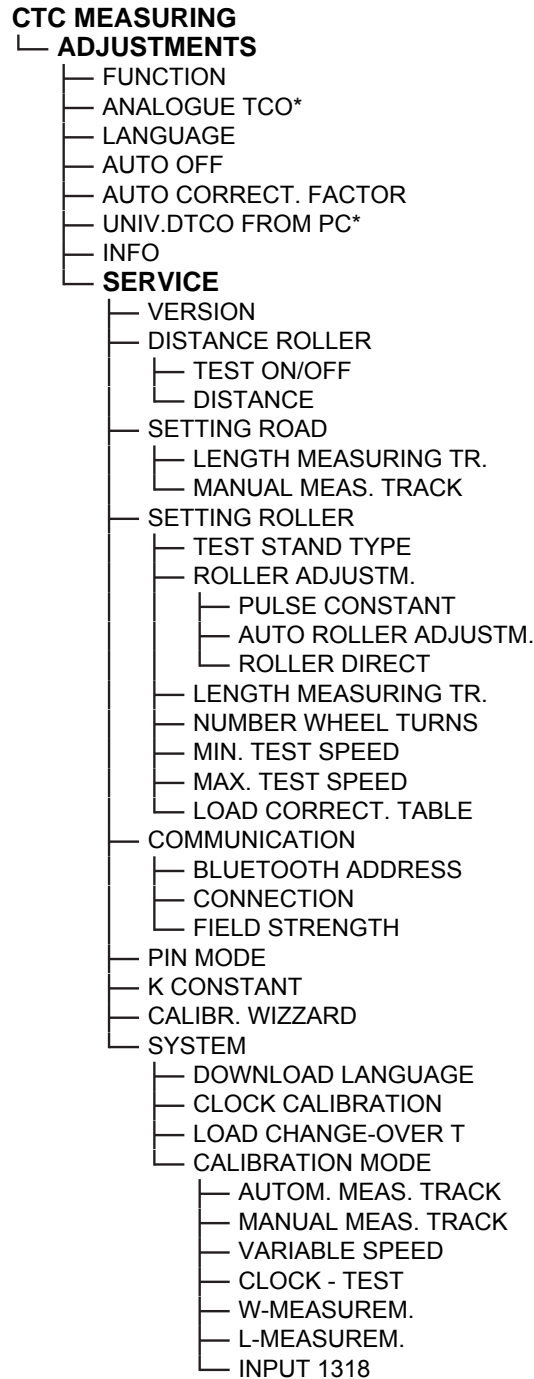 CTC MEASURING
ADJUSTMENTS
FUNCTION
ANALOGUE TCO*
LANGUAGE
AUTO OFF
AUTO CORRECT. FACTOR
UNIV.DTCO FROM PC*
INFO
SERVICE
VERSION
DISTANCE ROLLER
TEST ON/OFF
DISTANCE
SETTING ROAD
LENGTH MEASURING TR.
MANUAL MEAS. TRACK
SETTING ROLLER
TEST STAND TYPE
ROLLER ADJUSTM.
PULSE CONSTANT
AUTO ROLLER ADJUSTM.
ROLLER DIRECT
LENGTH MEASURING TR.
NUMBER WHEEL TURNS
MIN. TEST SPEED
MAX. TEST SPEED
LOAD CORRECT. TABLE
COMMUNICATION
BLUETOOTH ADDRESS
CONNECTION
FIELD STRENGTH
PIN MODE
K CONSTANT
CALIBR. WIZZARD
SYSTEM
DOWNLOAD LANGUAGE
CLOCK CALIBRATION
LOAD CHANGE-OVER T
CALIBRATION MODE
AUTOM. MEAS. TRACK
MANUAL MEAS. TRACK
VARIABLE SPEED
CLOCK - TEST
W-MEASUREM.
L-MEASUREM.
INPUT 1318